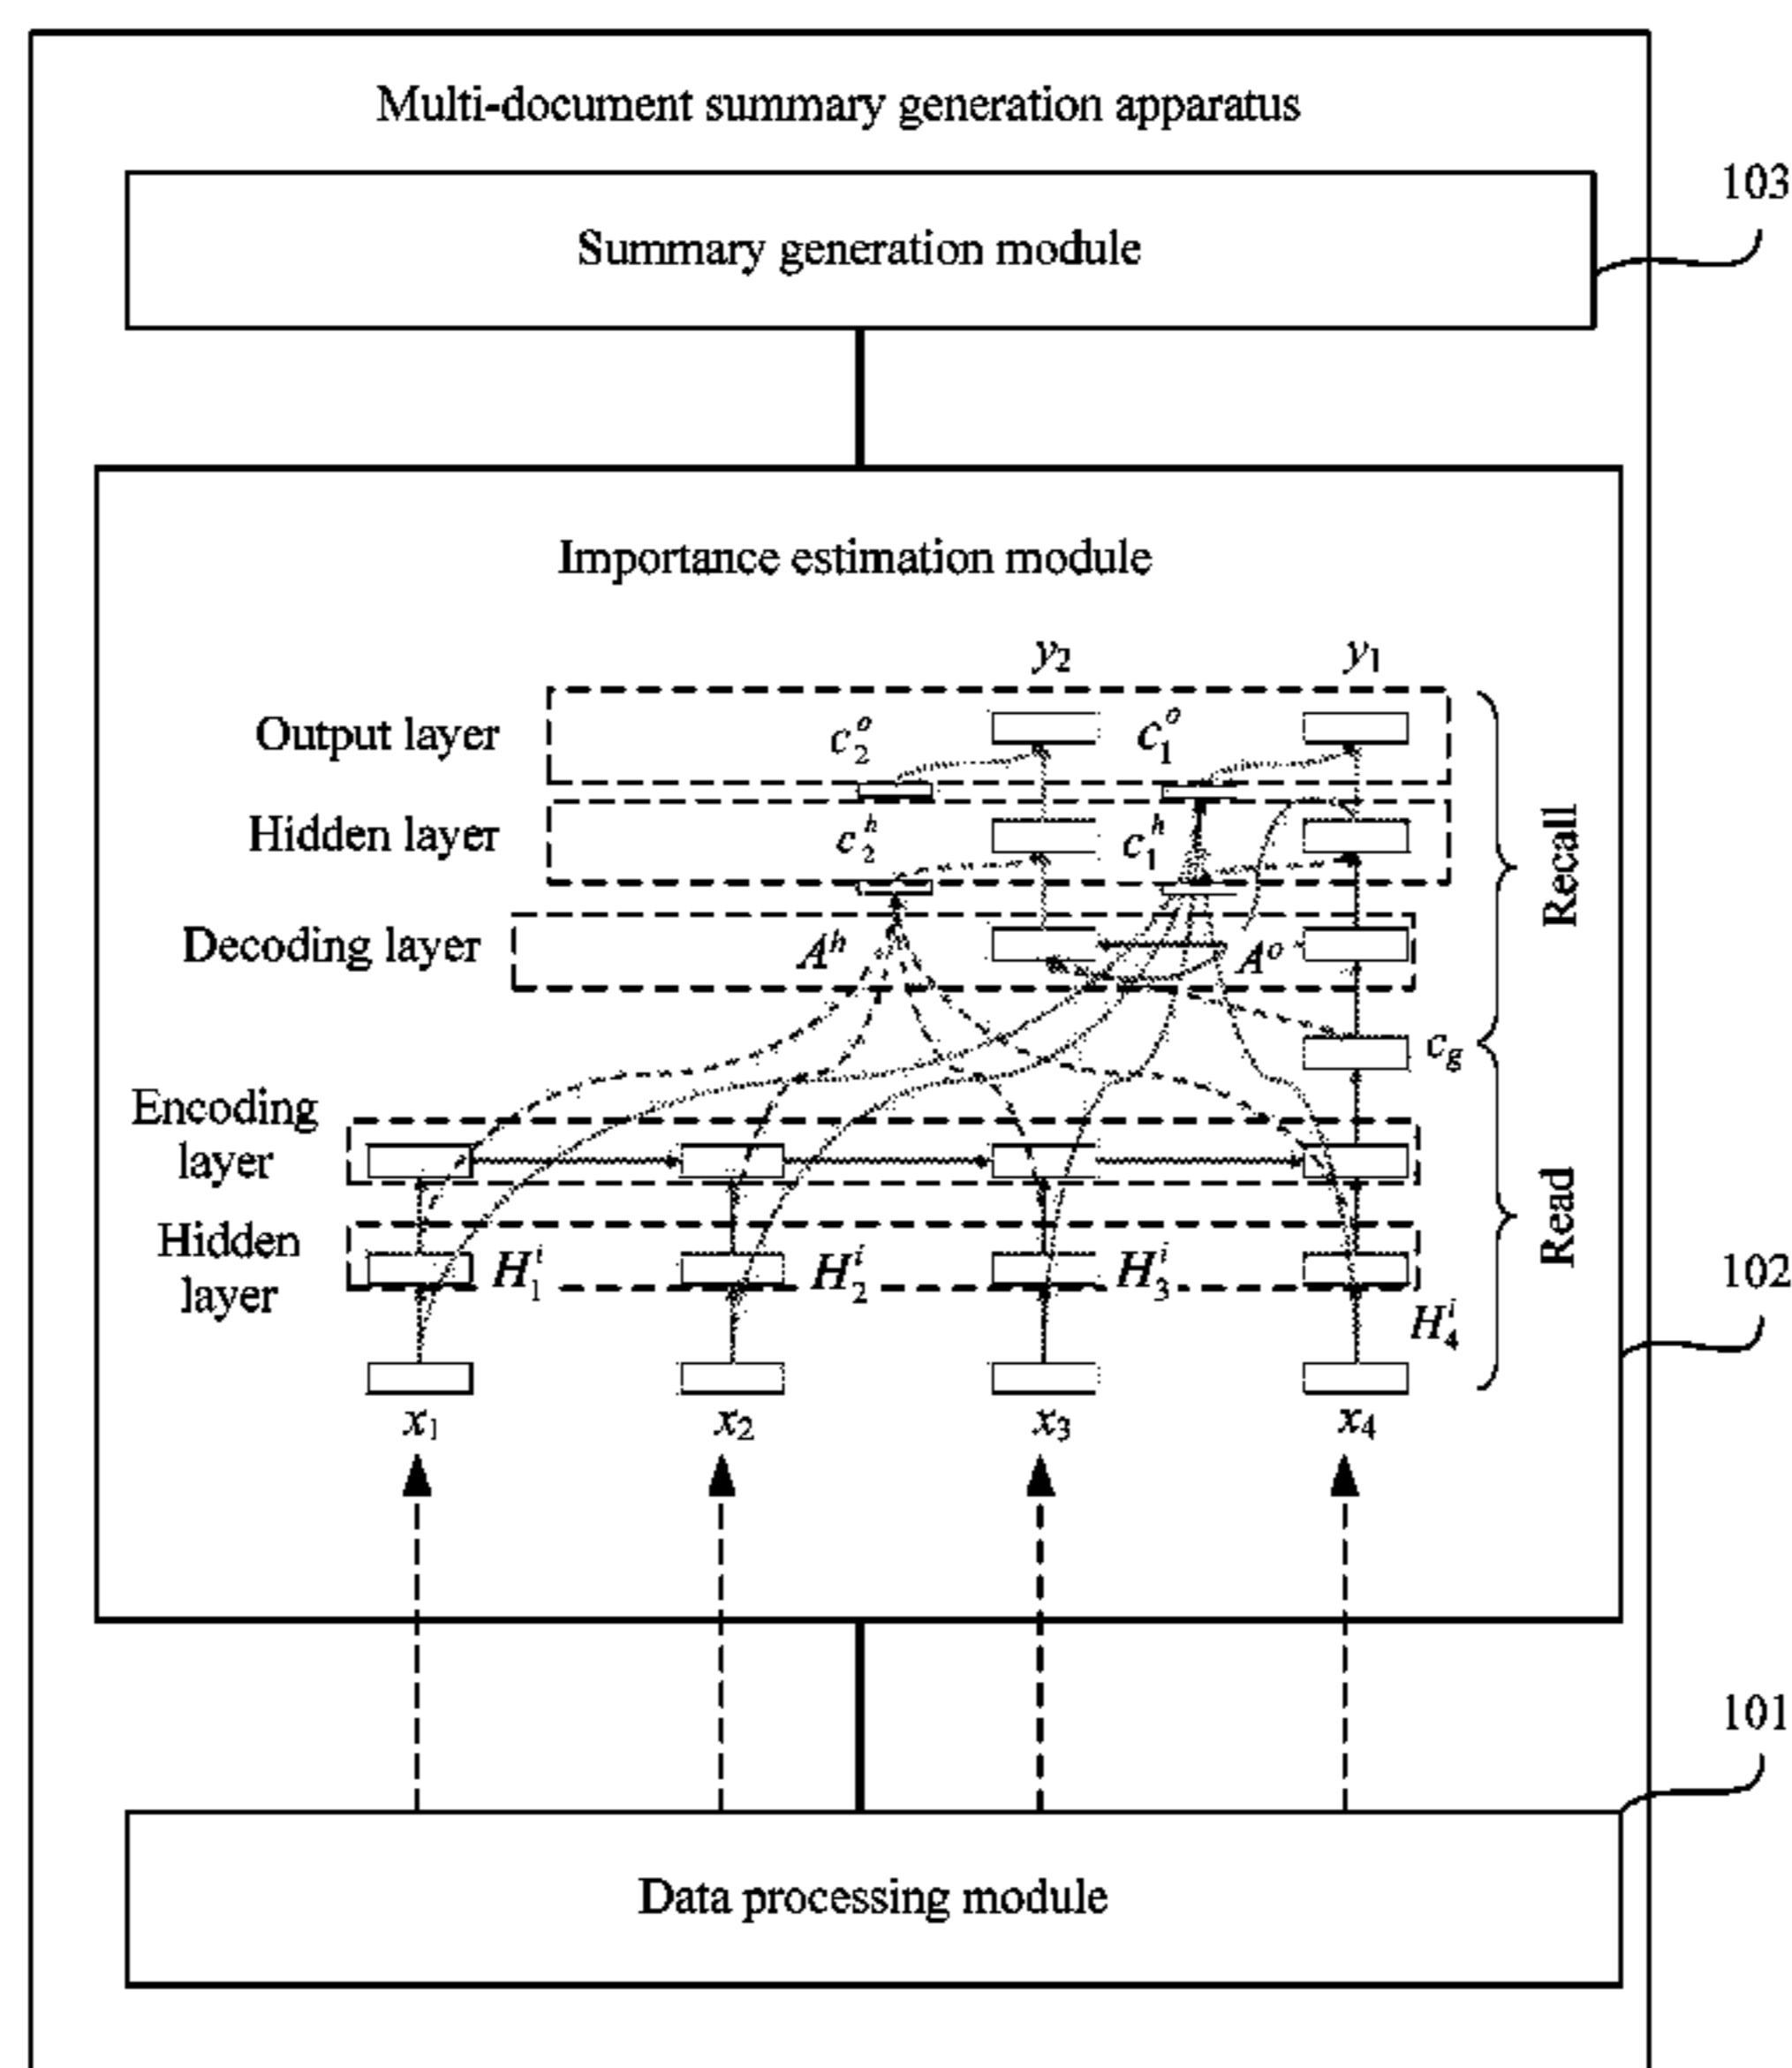 Multi-document summary generation apparatus
103
Summary generation module
Importance estimation module
y₂ y₁
Output layer c₂ᵒ c₁ᵒ
Hidden layer c₂ʰ c₁ʰ
Recall
Decoding layer Aʰ Aᵒ
c_g
Encoding
layer
Read
Hidden
layer
H₁ⁱ H₂ⁱ H₃ⁱ
H₄ⁱ
102
x₁ x₂ x₃ x₄
101
Data processing module